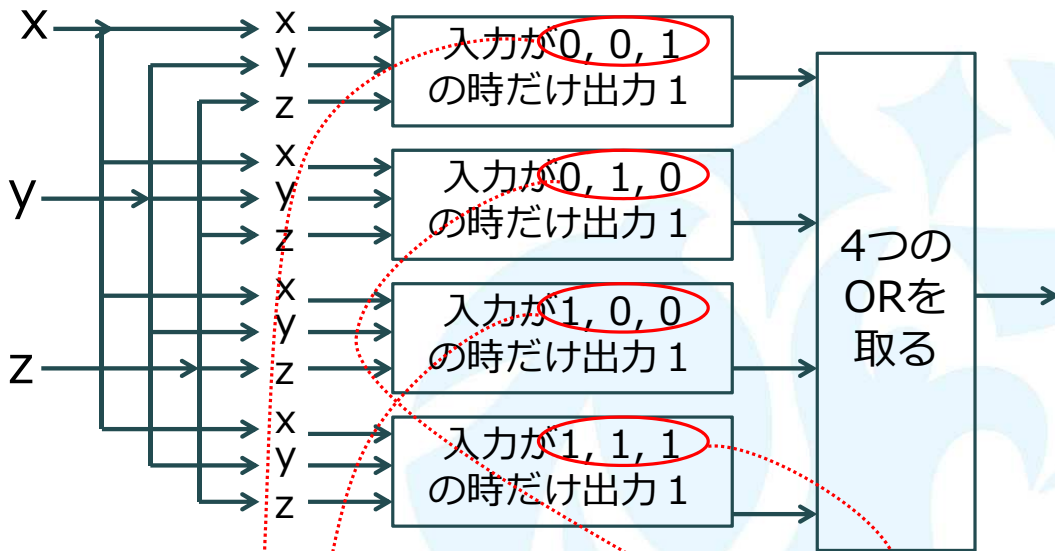 x
y
z
x
y
z
入力が0, 0, 1
の時だけ出力1
x
y
z
入力が0, 1, 0
の時だけ出力1
x
y
z
入力が1, 0, 0
の時だけ出力1
x
y
z
入力が1, 1, 1
の時だけ出力1
4つの
ORを
取る